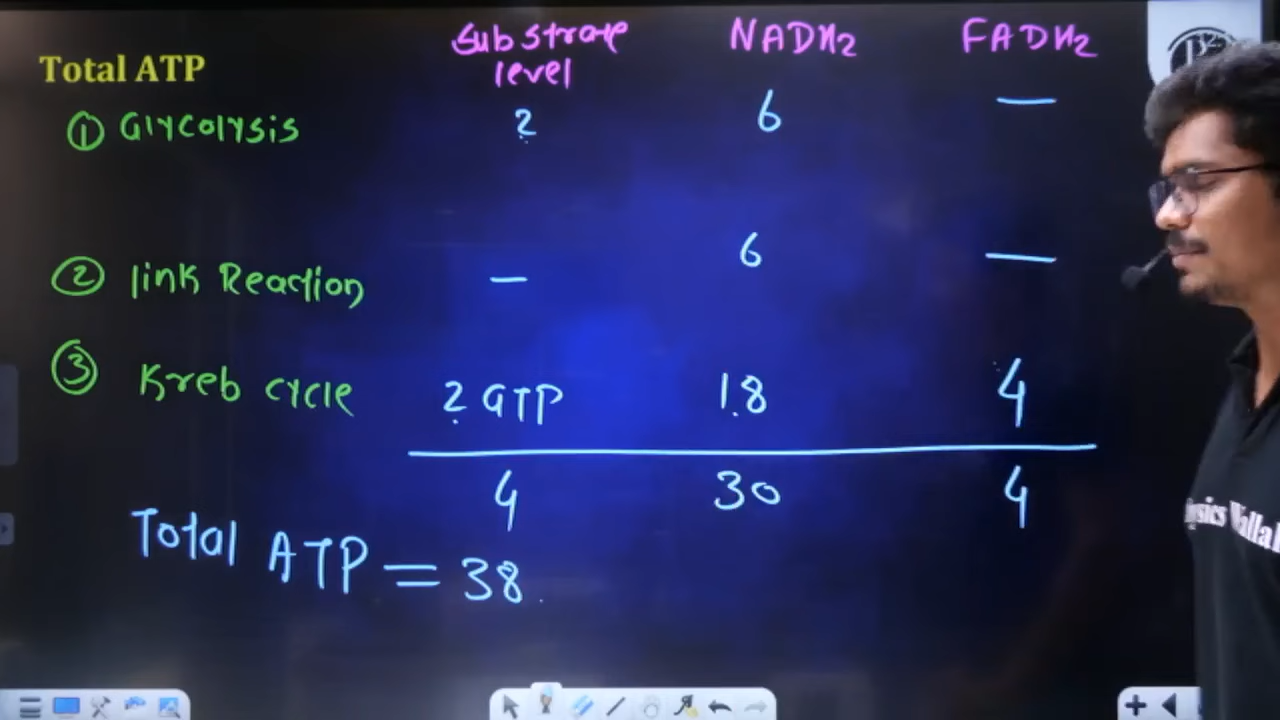 Substrate NADH2 FADH2
level
Total ATP
① Glycolysis 2 6 —
② link Reaction — 6 —
③ Kreb cycle 2 GTP 18 4
4 30 4
Total ATP = 38